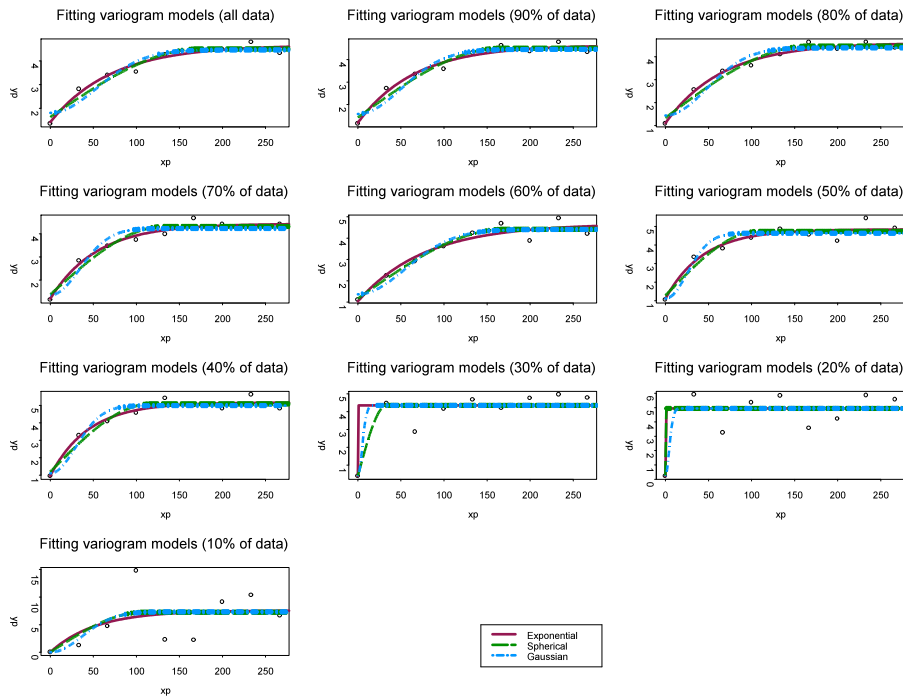 Fitting variogram models (all data)
Fitting variogram models (90% of data)
Fitting variogram models (80% of data)
yp
2 3 4
0 50 100 150 200 250
xp
yp
2 3 4
0 50 100 150 200 250
xp
yp
1 2 3 4
0 50 100 150 200 250
xp
Fitting variogram models (70% of data)
Fitting variogram models (60% of data)
Fitting variogram models (50% of data)
yp
2 3 4
0 50 100 150 200 250
xp
yp
1 2 3 4 5
0 50 100 150 200 250
xp
yp
1 2 3 4 5
0 50 100 150 200 250
xp
Fitting variogram models (40% of data)
Fitting variogram models (30% of data)
Fitting variogram models (20% of data)
yp
1 2 3 4 5
0 50 100 150 200 250
xp
yp
1 2 3 4 5
0 50 100 150 200 250
xp
yp
0 1 2 3 4 5 6
0 50 100 150 200 250
xp
Fitting variogram models (10% of data)
yp
0 5 10 15
0 50 100 150 200 250
xp
Exponential
Spherical
Gaussian